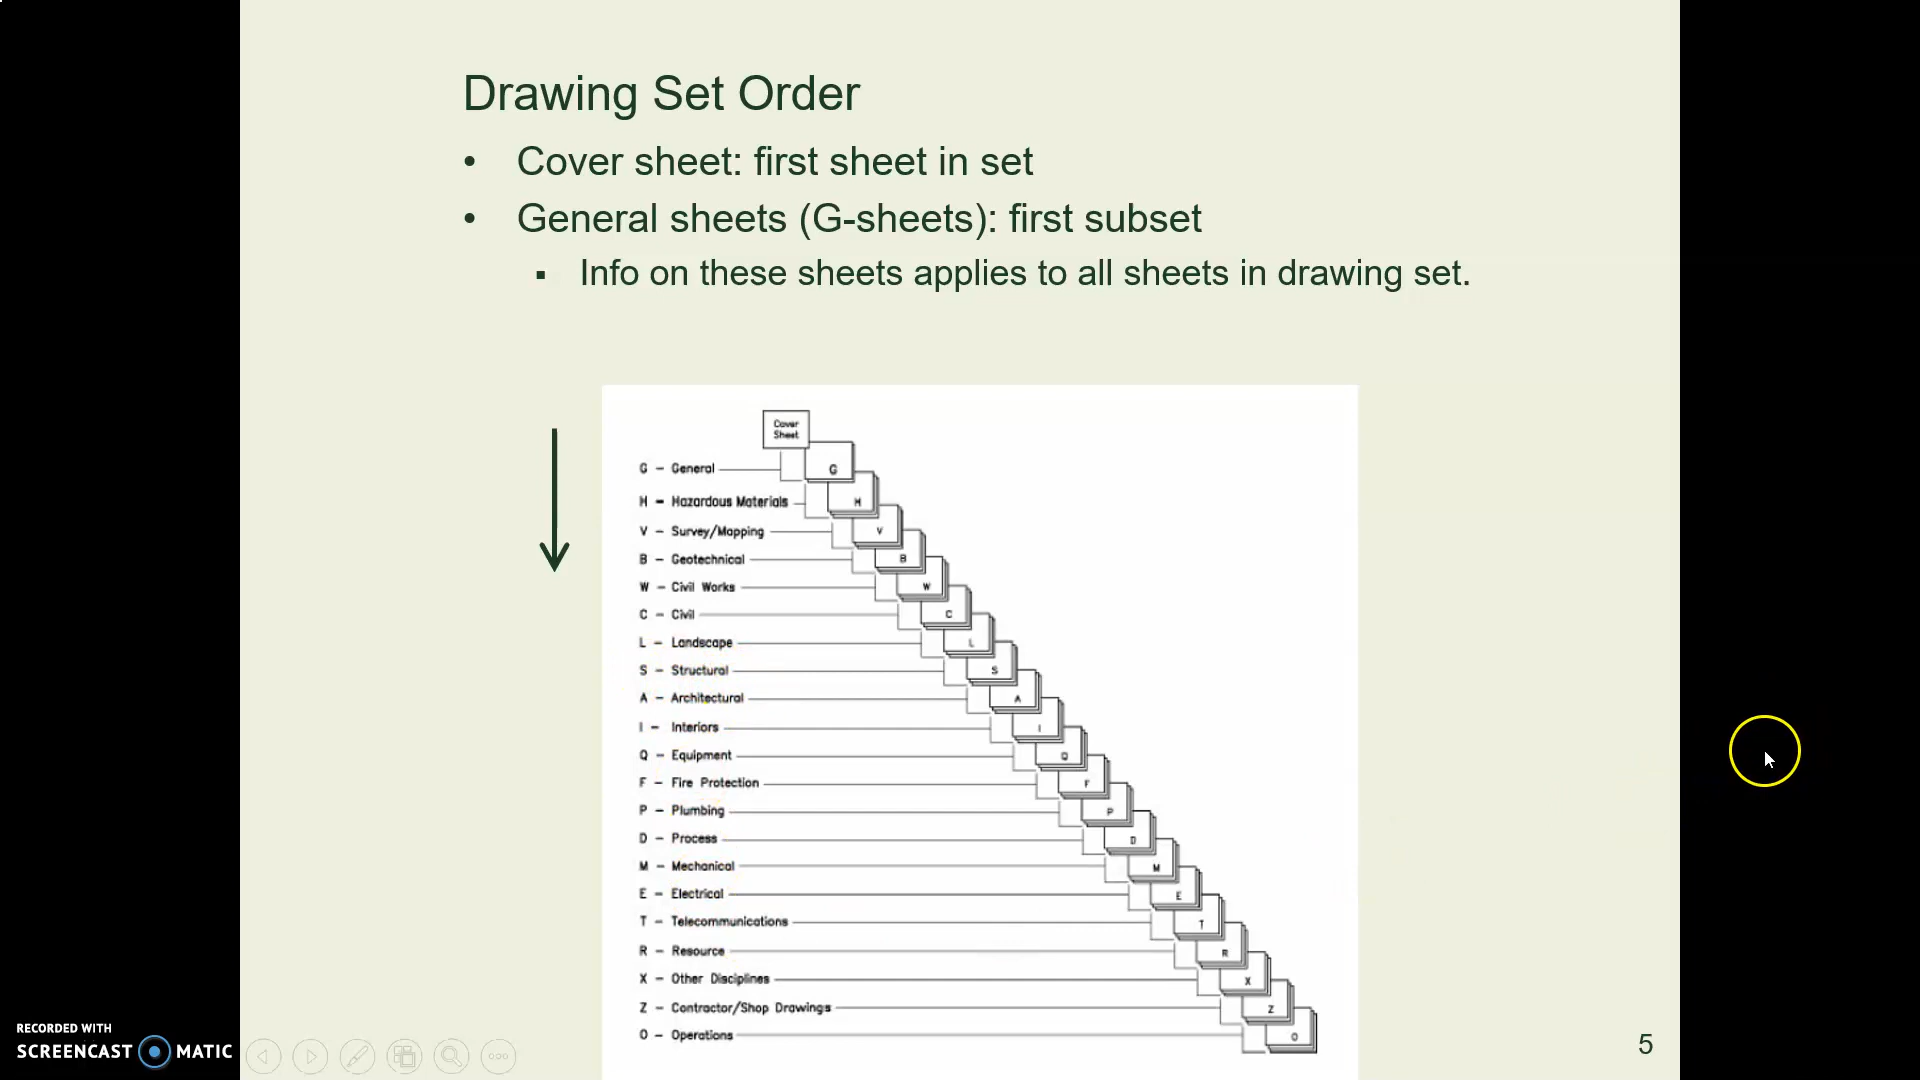 Drawing Set Order
• Cover sheet: first sheet in set
• General sheets (G-sheets): first subset
▪ Info on these sheets applies to all sheets in drawing set.
Cover
Sheet
G – General G
H – Hazardous Materials H
V – Survey/Mapping V
B – Geotechnical B
W – Civil Works W
C – Civil C
L – Landscape L
S – Structural S
A – Architectural A
I – Interiors I
Q – Equipment Q
F – Fire Protection F
P – Plumbing P
D – Process D
M – Mechanical M
E – Electrical E
T – Telecommunications T
R – Resource R
X – Other Disciplines X
Z – Contractor/Shop Drawings Z
O – Operations O
RECORDED WITH
SCREENCAST MATIC
5